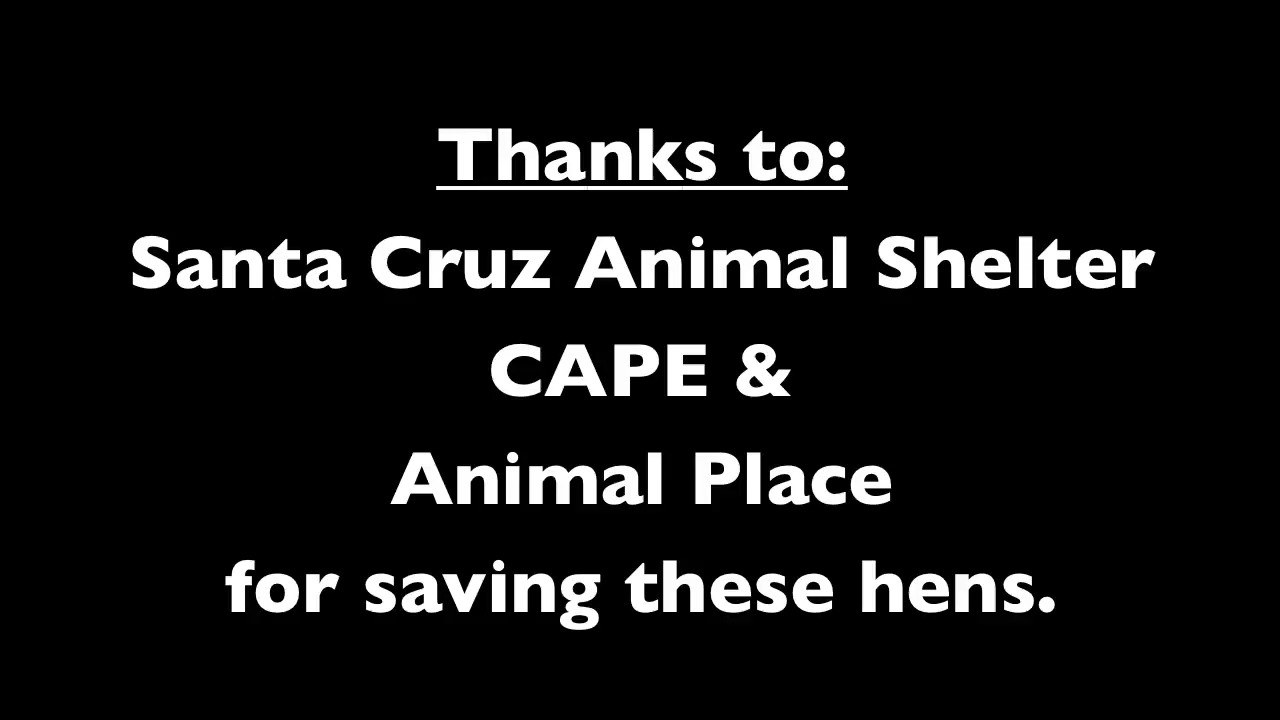 Thanks to:
Santa Cruz Animal Shelter
CAPE &
Animal Place
for saving these hens.